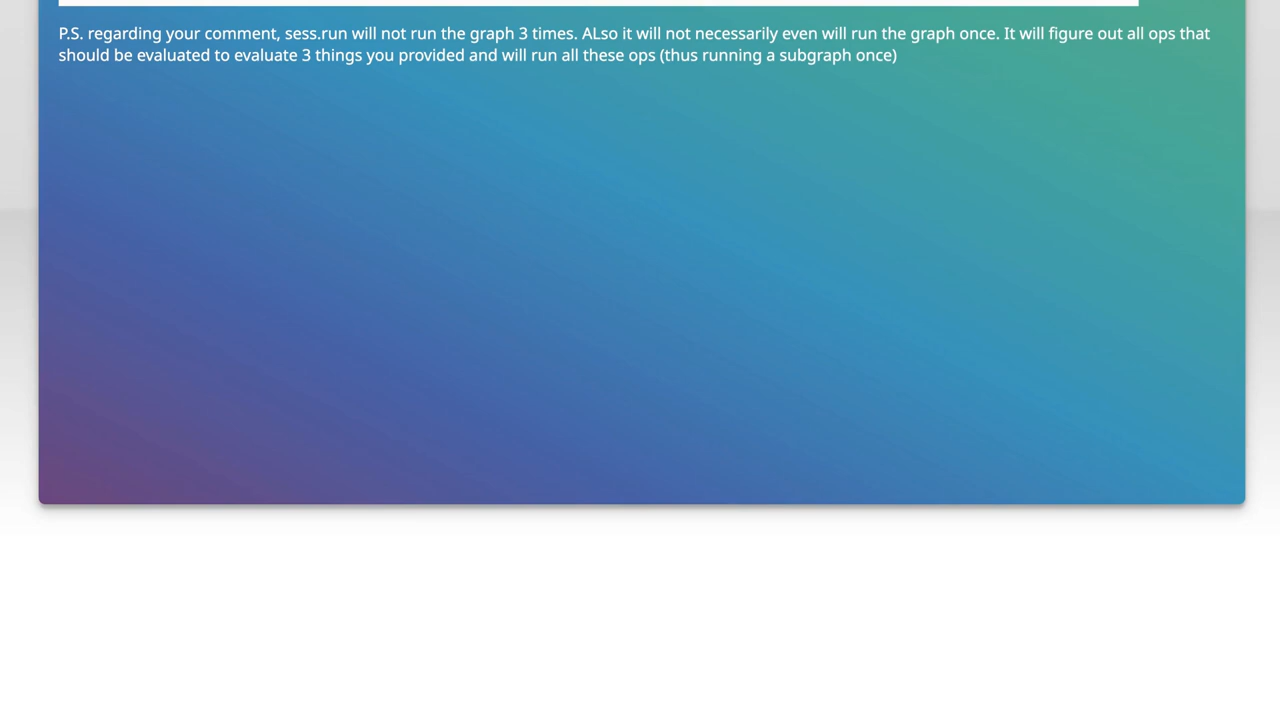 P.S. regarding your comment, sess.run will not run the graph 3 times. ALso it will not necessarily even will run the graph once. It will figure out all ops that
should be evaluated to evaluate 3 things you provided and will run all these ops (thus running a subgraph once)